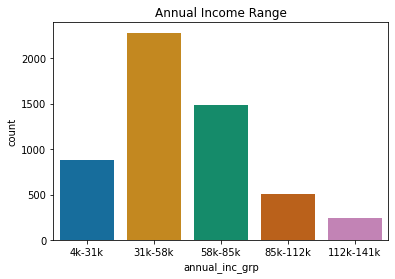 Annual Income Range
count
2000
1500
1000
500
0
4k-31k 31k-58k 58k-85k 85k-112k 112k-141k
annual_inc_grp